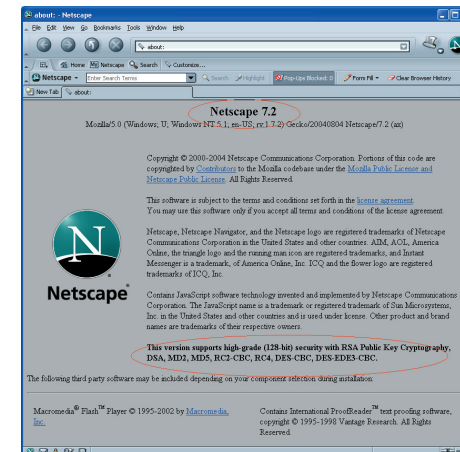 about: - Netscape
File Edit View Go Bookmarks Tools Window Help
about:
Home My Netscape Search Customize...
Netscape Enter Search Terms Search Highlight Pop-Ups Blocked: 0 Form Fill Clear Browser History
New Tab about:
Netscape 7.2
Mozilla/5.0 (Windows; U; Windows NT 5.1; en-US; rv:1.7.2) Gecko/20040804 Netscape/7.2 (ax)
Copyright © 2000-2004 Netscape Communications Corporation. Portions of this code are
copyrighted by Contributors to the Mozilla codebase under the Mozilla Public License and
Netscape Public License. All Rights Reserved.
This software is subject to the terms and conditions set forth in the license agreement.
You may use this software only if you accept all terms and conditions of the license agreement.
Netscape, Netscape Navigator, and the Netscape logo are registered trademarks of Netscape
Communications Corporation in the United States and other countries. AIM, AOL, America
Online, the triangle logo and the running man icon are registered trademarks, and Instant
Messenger is a trademark, of America Online, Inc. ICQ and the flower logo are registered
trademarks of ICQ, Inc.
N
Netscape®
Contains JavaScript software technology invented and implemented by Netscape Communications
Corporation. The JavaScript name is a trademark or registered trademark of Sun Microsystems,
Inc. in the United States and other countries and is used under license. Other product and brand
names are trademarks of their respective owners.
This version supports high-grade (128-bit) security with RSA Public Key Cryptography,
DSA, MD2, MD5, RC2-CBC, RC4, DES-CBC, DES-EDE3-CBC.
The following third party software may be included depending on your component selection during installation:
Macromedia® Flash™ Player © 1995-2002 by Macromedia,
Inc.
Contains International ProofReader™ text proofing software,
copyright © 1995-1998 Vantage Research. All Rights
Reserved.